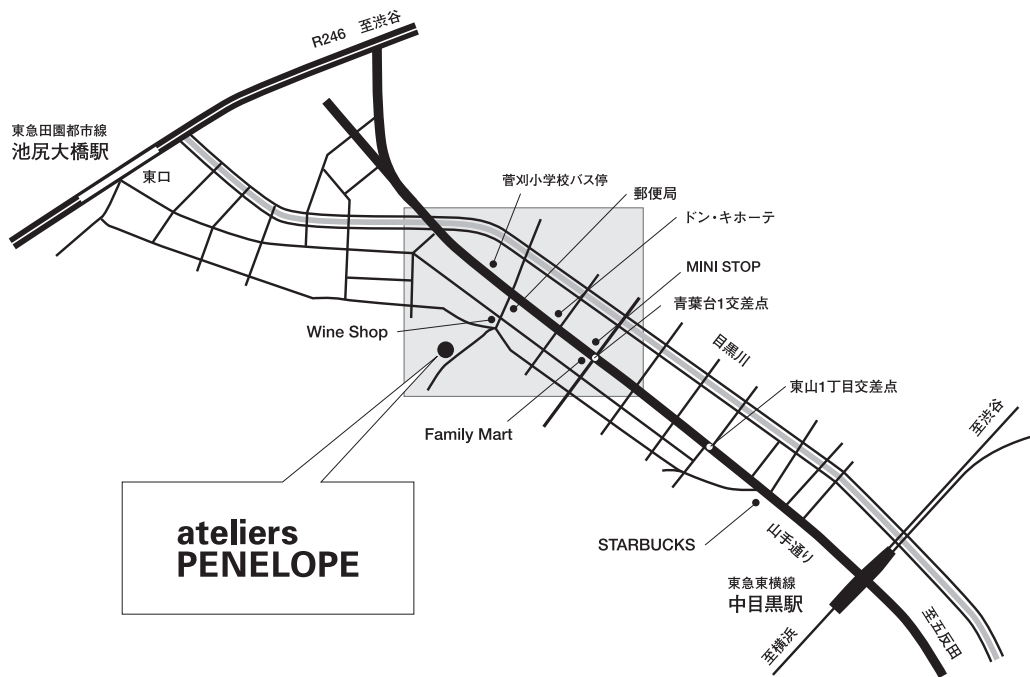 R246 至渋谷
東急田園都市線
池尻大橋駅
東口
菅刈小学校バス停
郵便局
ドン・キホーテ
MINI STOP
青葉台1交差点
Wine Shop
目黒川
東山1丁目交差点
至渋谷
Family Mart
ateliers
PENELOPE
STARBUCKS
山手通り
東急東横線
中目黒駅
至横浜
至五反田